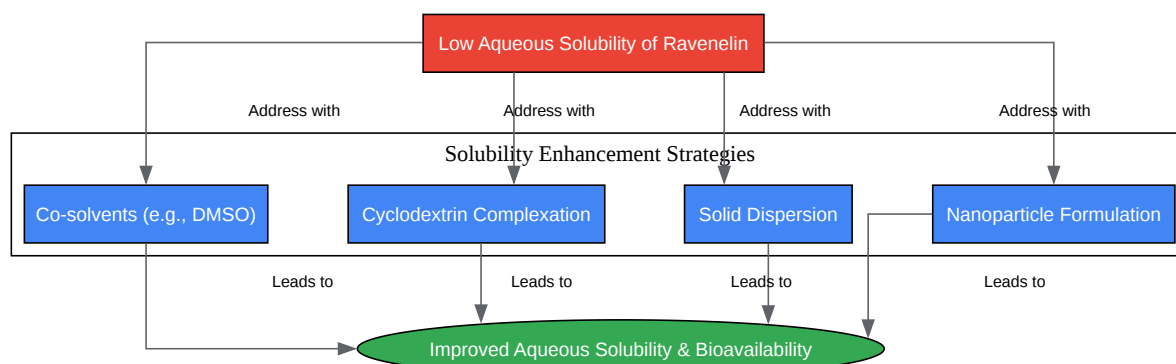 Low Aqueous Solubility of Ravenelin
Address with
Address with
Address with
Address with
Solubility Enhancement Strategies
Co-solvents (e.g., DMSO)
Cyclodextrin Complexation
Solid Dispersion
Nanoparticle Formulation
Leads to
Leads to
Leads to
Leads to
Improved Aqueous Solubility & Bioavailability